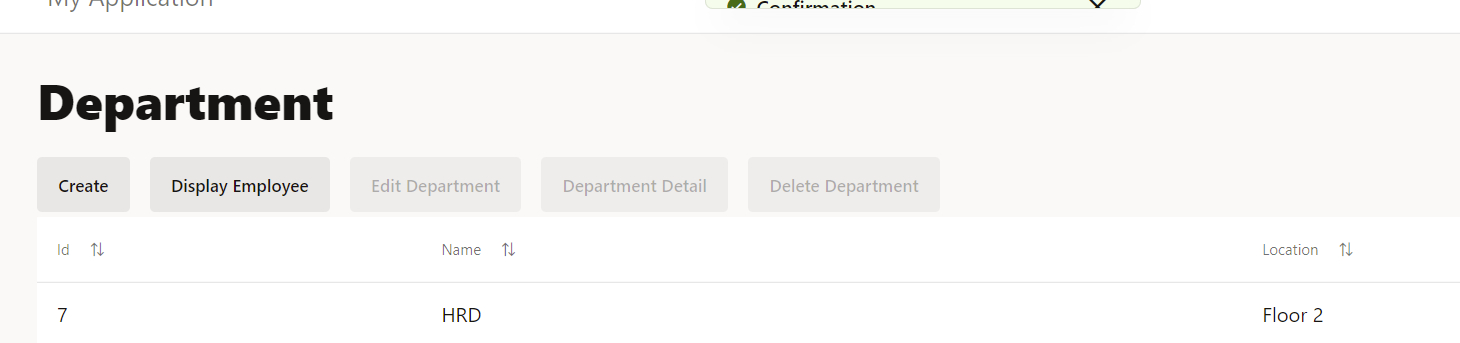 My Application
Confirmation
Department
Create
Display Employee
Edit Department
Department Detail
Delete Department
Id
Name
Location
7
HRD
Floor 2